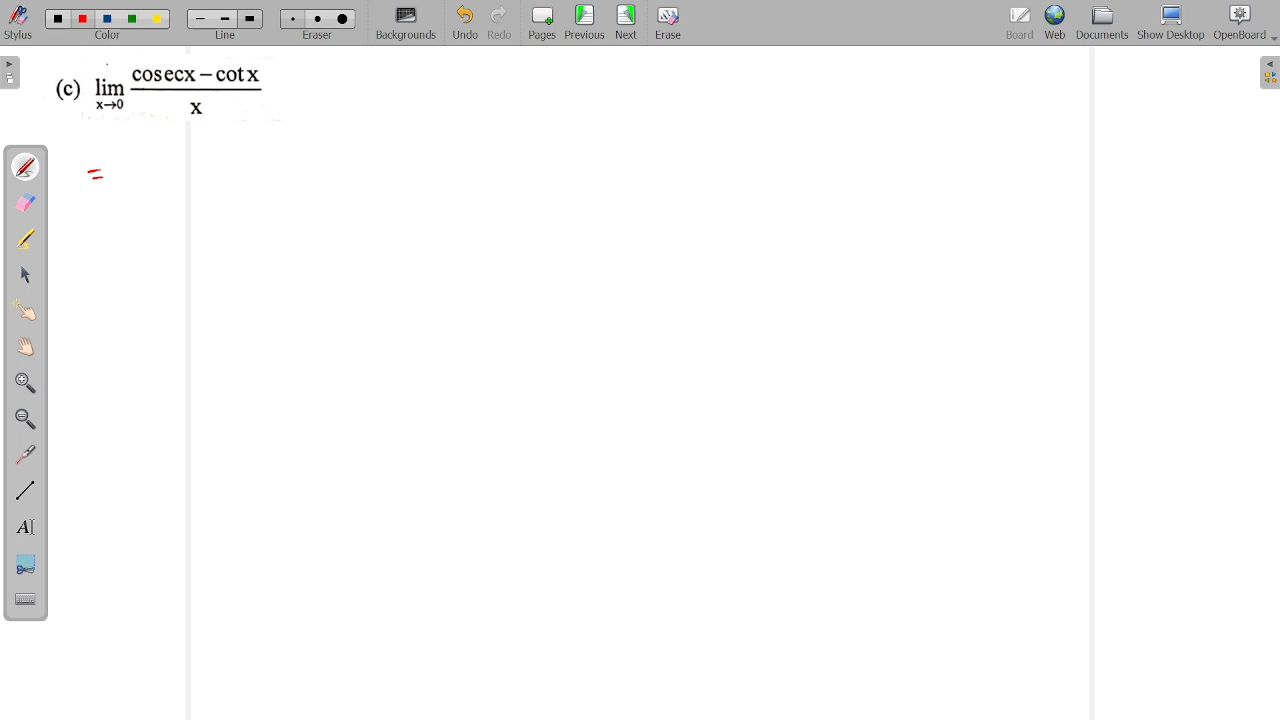 Stylus Color Line Eraser Backgrounds Undo Redo Pages Previous Next Erase Board Web Documents Show Desktop OpenBoard
(c) lim x→0 cosecx – cot x / x
=